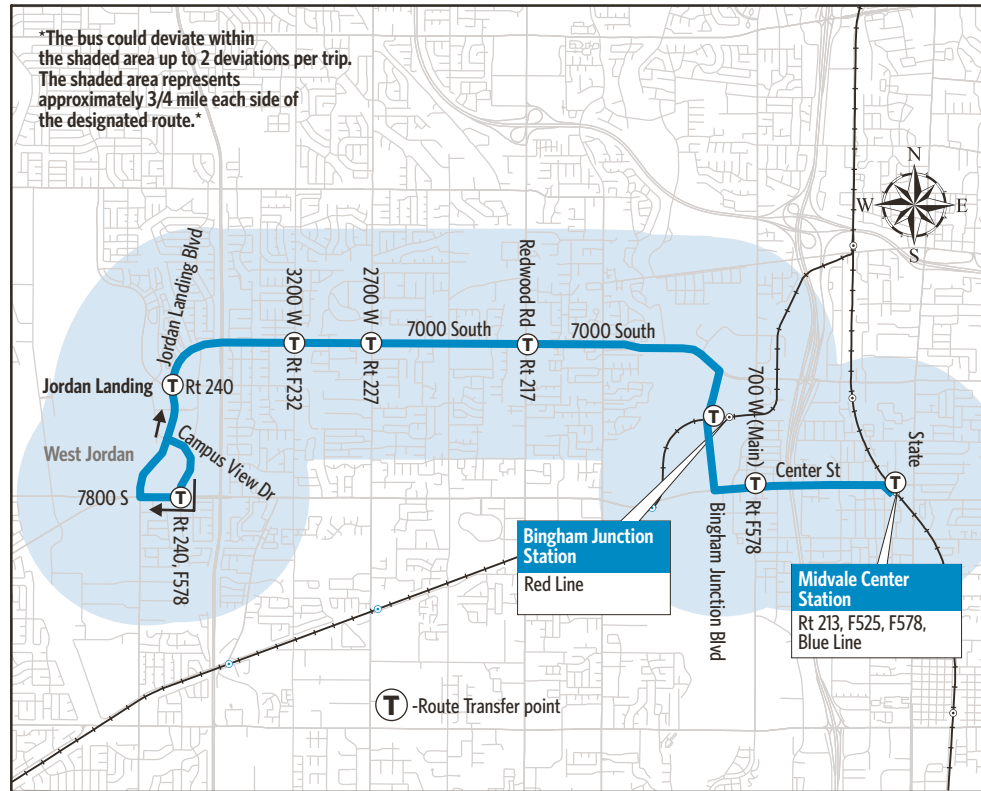 *The bus could deviate within
the shaded area up to 2 deviations per trip.
The shaded area represents
approximately 3/4 mile each side of
the designated route.*
N
W
E
S
Jordan Landing Blvd
3200 W
Rt F232
2700 W
Rt 227
7000 South
Redwood Rd
Rt 217
7000 South
T
T
T
T
Jordan Landing
Rt 240
T
700 W (Main)
West Jordan
Campus View Dr
7800 S
T
Rt 240, F578
Center St
State
T
T
Rt F578
Bingham Junction Blvd
Bingham Junction
Station
Red Line
Midvale Center
Station
Rt 213, F525, F578,
Blue Line
T -Route Transfer point